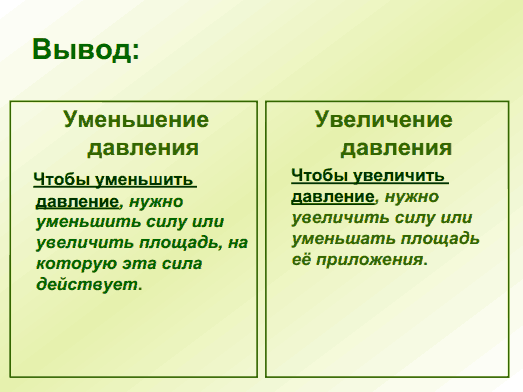 Вывод:
Уменьшение
давления
Чтобы уменьшить
давление, нужно
уменьшить силу или
увеличить площадь, на
которую эта сила
действует.
Увеличение
давления
Чтобы увеличить
давление, нужно
увеличить силу или
уменьшать площадь
её приложения.